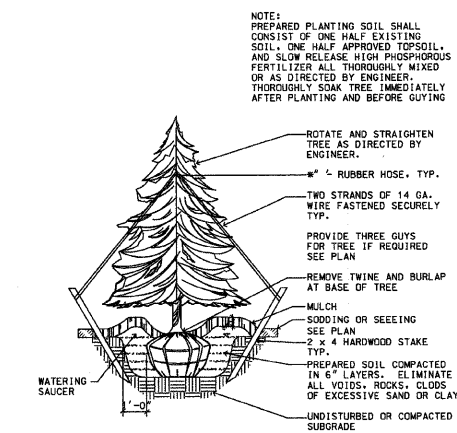 NOTE:
PREPARED PLANTING SOIL SHALL
CONSIST OF ONE HALF EXISTING
SOIL, ONE HALF APPROVED TOPSOIL,
AND SLOW RELEASE HIGH PHOSPHOROUS
FERTILIZER ALL THOROUGHLY MIXED
OR AS DIRECTED BY ENGINEER.
THOROUGHLY SOAK TREE IMMEDIATELY
AFTER PLANTING AND BEFORE GUYING
ROTATE AND STRAIGHTEN
TREE AS DIRECTED BY
ENGINEER.
RUBBER HOSE, TYP.
TWO STRANDS OF 14 GA.
WIRE FASTENED SECURELY
TYP.
PROVIDE THREE GUYS
FOR TREE IF REQUIRED
SEE PLAN
REMOVE TWINE AND BURLAP
AT BASE OF TREE
MULCH
SODDING OR SEEEING
SEE PLAN
2 x 4 HARDWOOD STAKE
TYP.
PREPARED SOIL COMPACTED
IN 6" LAYERS. ELIMINATE
ALL VOIDS, ROCKS, CLODS
OF EXCESSIVE SAND OR CLAY
UNDISTURBED OR COMPACTED
SUBGRADE
WATERING
SAUCER
'-0"